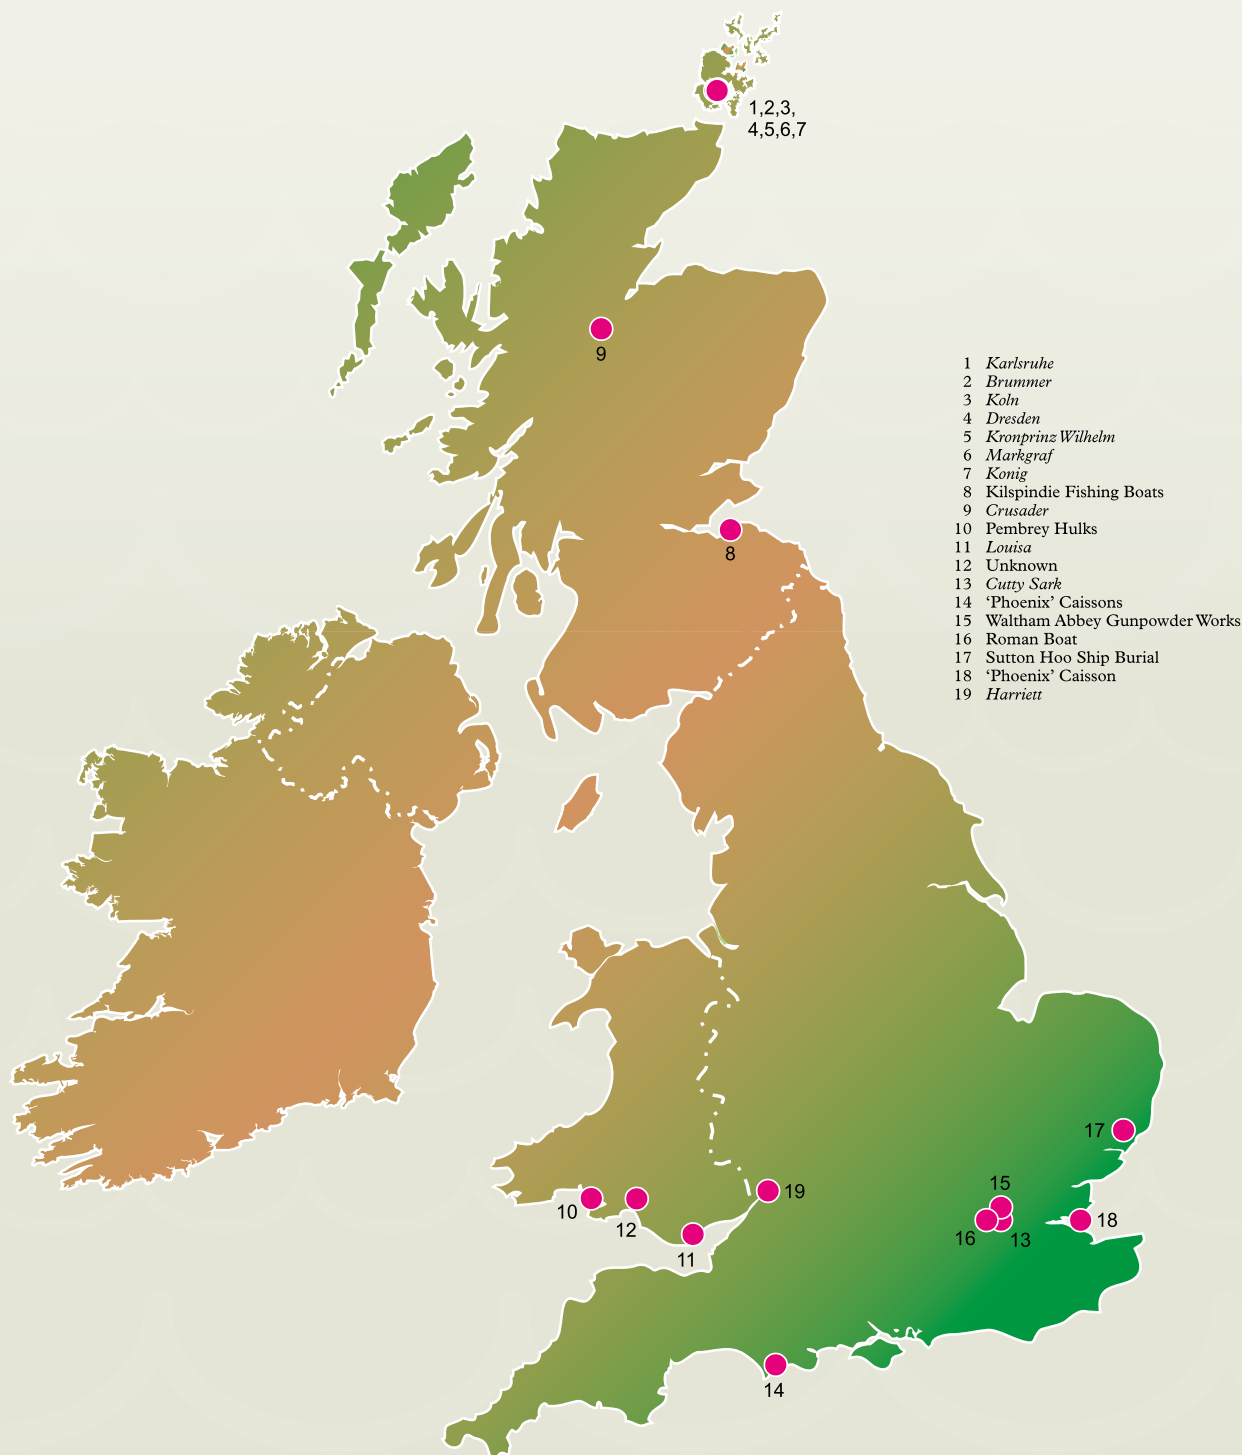 1,2,3,
4,5,6,7
9
8
1 Karlsruhe
2 Brummer
3 Koln
4 Dresden
5 Kronprinz Wilhelm
6 Markgraf
7 Konig
8 Kilspindie Fishing Boats
9 Crusader
10 Pembrey Hulks
11 Louisa
12 Unknown
13 Cutty Sark
14 ‘Phoenix’ Caissons
15 Waltham Abbey Gunpowder Works
16 Roman Boat
17 Sutton Hoo Ship Burial
18 ‘Phoenix’ Caisson
19 Harriett
17
15
19
10
12
11
16
13
18
14